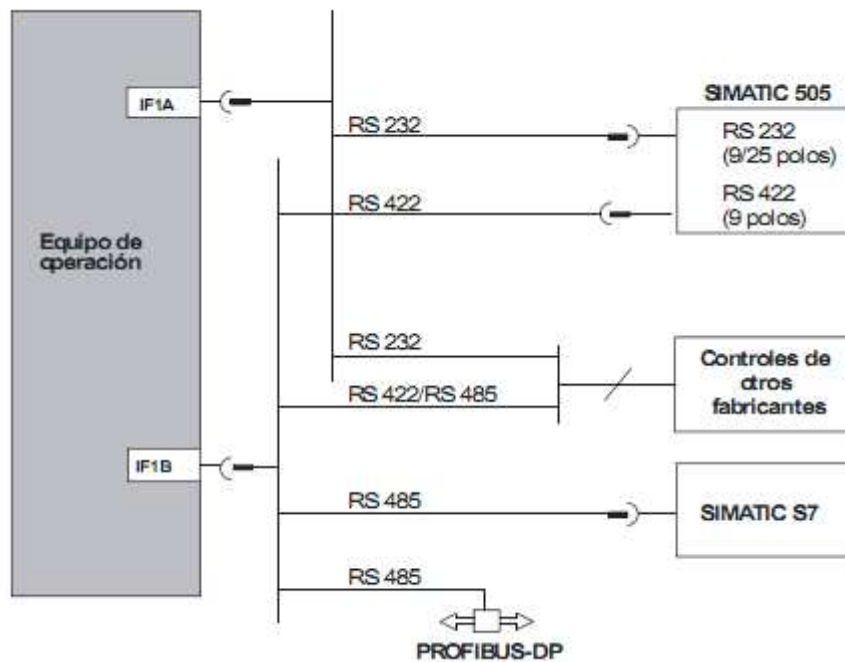 IF1A
SIMATIC 505
RS 232
RS 232
(9/25 polos)
RS 422
RS 422
(9 polos)
Equipo de
operación
RS 232
Controles de
otros
fabricantes
RS 422/RS 485
IF1B
RS 485
SIMATIC S7
RS 485
PROFIBUS-DP